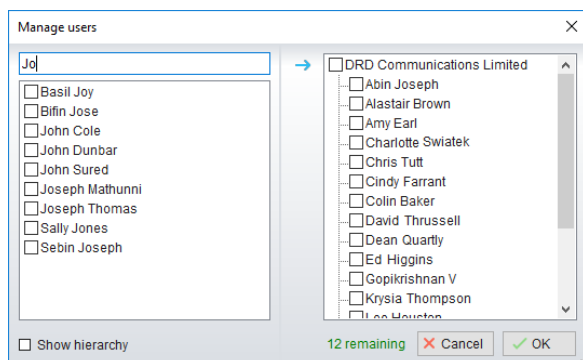 Manage users
Jo
Basil Joy
Bifin Jose
John Cole
John Dunbar
John Sured
Joseph Mathunni
Joseph Thomas
Sally Jones
Sebin Joseph
Show hierarchy
DRD Communications Limited
Abin Joseph
Alastair Brown
Amy Earl
Charlotte Swiatek
Chris Tutt
Cindy Farrant
Colin Baker
David Thrussell
Dean Quartly
Ed Higgins
Gopikrishnan V
Krysia Thompson
Lee Houston
12 remaining
Cancel
OK